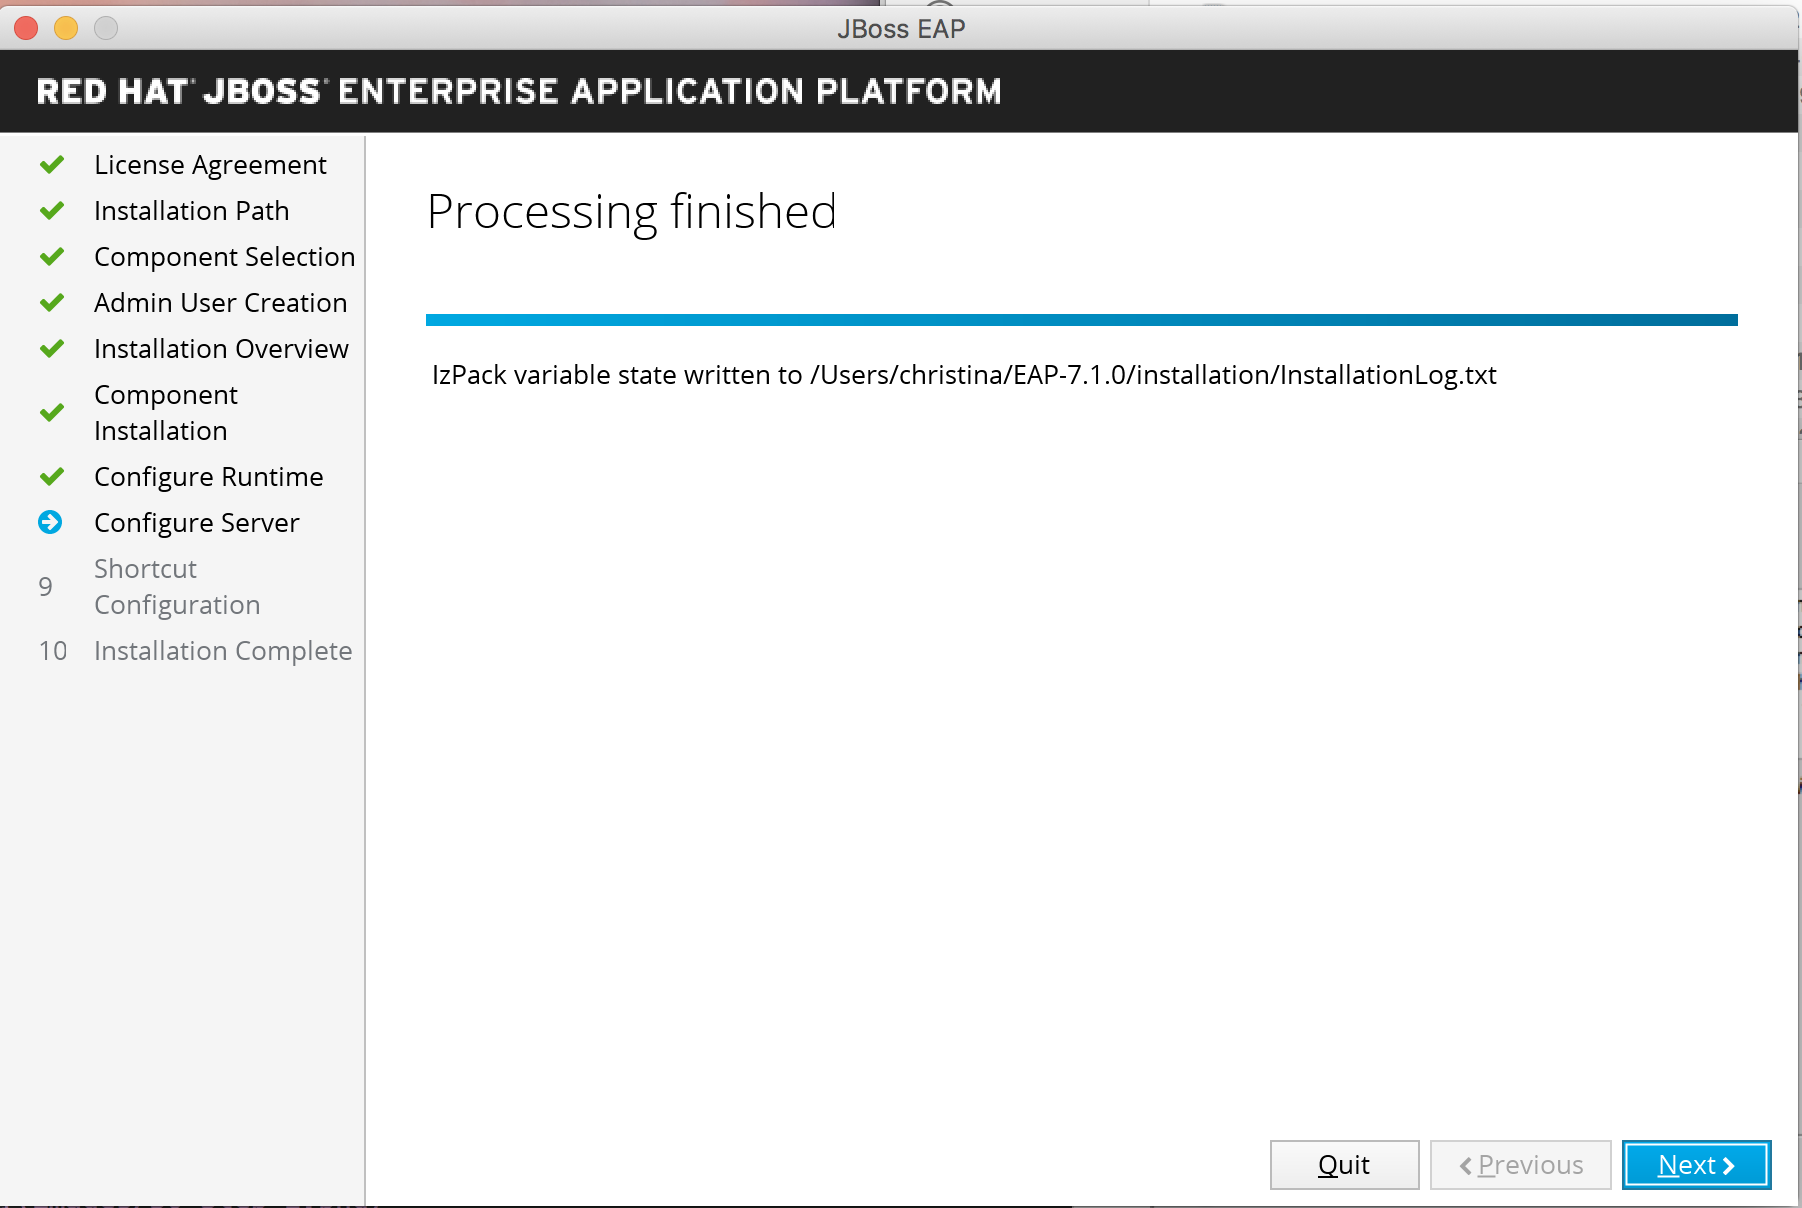 JBoss EAP
RED HAT JBOSS ENTERPRISE APPLICATION PLATFORM
License Agreement
Installation Path
Component Selection
Admin User Creation
Installation Overview
Component
Installation
Configure Runtime
Configure Server
9 Shortcut
Configuration
10 Installation Complete
Processing finished
IzPack variable state written to /Users/christina/EAP-7.1.0/installation/InstallationLog.txt
Quit
Previous
Next